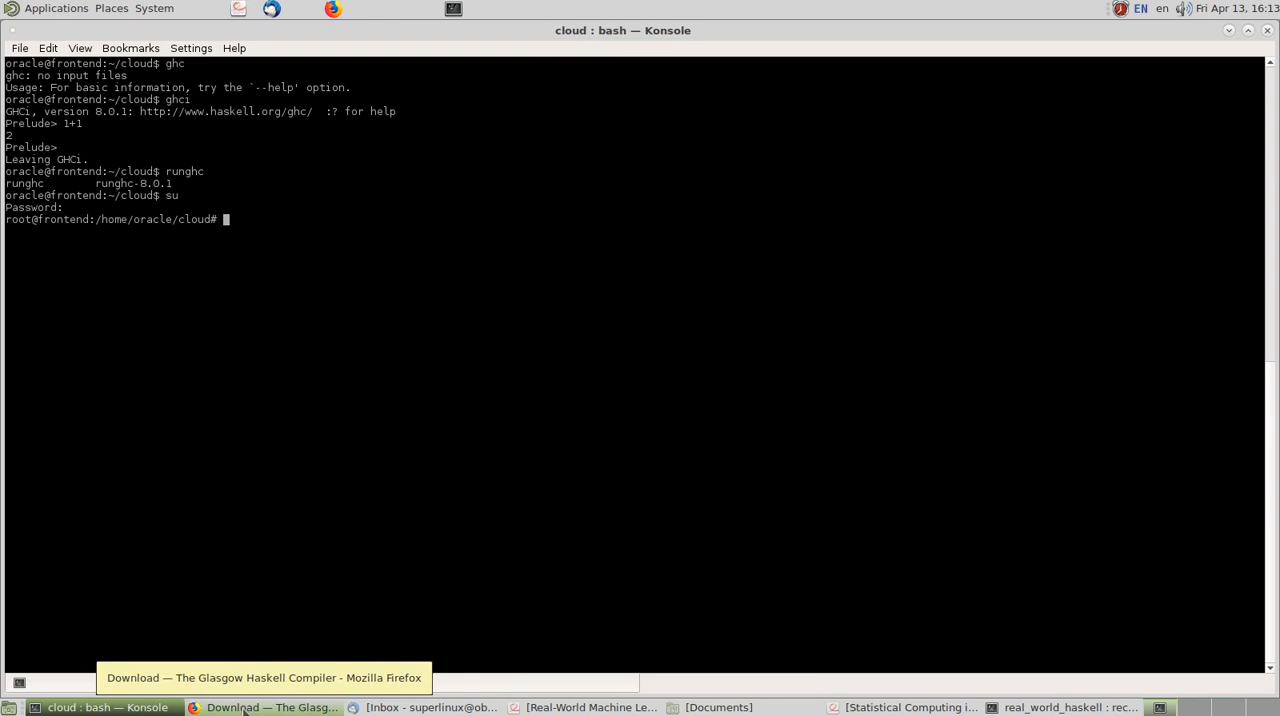 Applications Places System
EN en Fri Apr 13, 16:13
cloud : bash — Konsole
File Edit View Bookmarks Settings Help
oracle@frontend:~/cloud$ ghc
ghc: no input files
Usage: For basic information, try the `--help' option.
oracle@frontend:~/cloud$ ghci
GHCi, version 8.0.1: http://www.haskell.org/ghc/  :? for help
Prelude> 1+1
2
Prelude>
Leaving GHCi.
oracle@frontend:~/cloud$ runghc
runghc runghc-8.0.1
oracle@frontend:~/cloud$ su
Password:
root@frontend:/home/oracle/cloud#
Download — The Glasgow Haskell Compiler - Mozilla Firefox
cloud : bash — Konsole Download — The Glasg... [Inbox - superlinux@ob... [Real-World Machine Le... [Documents] [Statistical Computing i... real_world_haskell : rec...